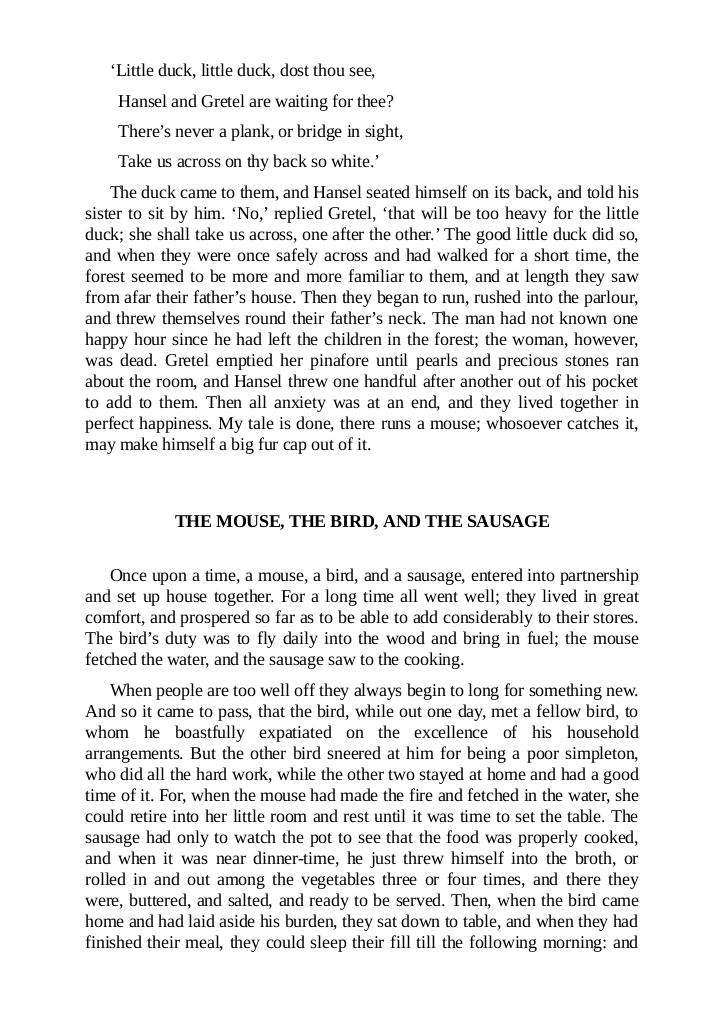 ‘Little duck, little duck, dost thou see,
Hansel and Gretel are waiting for thee?
There’s never a plank, or bridge in sight,
Take us across on thy back so white.’
The duck came to them, and Hansel seated himself on its back, and told his
sister to sit by him. ‘No,’ replied Gretel, ‘that will be too heavy for the little
duck; she shall take us across, one after the other.’ The good little duck did so,
and when they were once safely across and had walked for a short time, the
forest seemed to be more and more familiar to them, and at length they saw
from afar their father’s house. Then they began to run, rushed into the parlour,
and threw themselves round their father’s neck. The man had not known one
happy hour since he had left the children in the forest; the woman, however,
was dead. Gretel emptied her pinafore until pearls and precious stones ran
about the room, and Hansel threw one handful after another out of his pocket
to add to them. Then all anxiety was at an end, and they lived together in
perfect happiness. My tale is done, there runs a mouse; whosoever catches it,
may make himself a big fur cap out of it.
THE MOUSE, THE BIRD, AND THE SAUSAGE
Once upon a time, a mouse, a bird, and a sausage, entered into partnership
and set up house together. For a long time all went well; they lived in great
comfort, and prospered so far as to be able to add considerably to their stores.
The bird’s duty was to fly daily into the wood and bring in fuel; the mouse
fetched the water, and the sausage saw to the cooking.
When people are too well off they always begin to long for something new.
And so it came to pass, that the bird, while out one day, met a fellow bird, to
whom he boastfully expatiated on the excellence of his household
arrangements. But the other bird sneered at him for being a poor simpleton,
who did all the hard work, while the other two stayed at home and had a good
time of it. For, when the mouse had made the fire and fetched in the water, she
could retire into her little room and rest until it was time to set the table. The
sausage had only to watch the pot to see that the food was properly cooked,
and when it was near dinner-time, he just threw himself into the broth, or
rolled in and out among the vegetables three or four times, and there they
were, buttered, and salted, and ready to be served. Then, when the bird came
home and had laid aside his burden, they sat down to table, and when they had
finished their meal, they could sleep their fill till the following morning: and